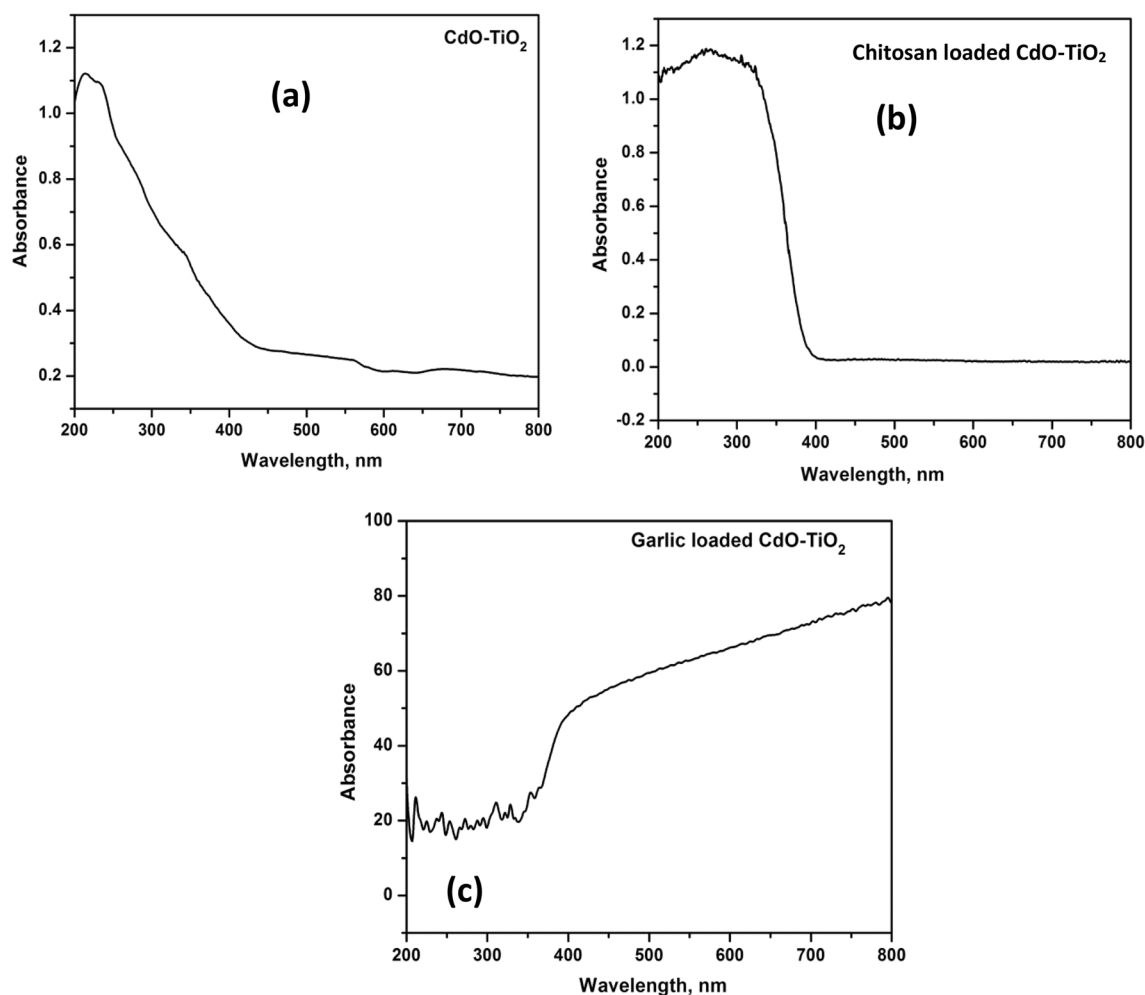 CdO-TiO₂
(a)
1.2
1.0
0.8
0.6
0.4
0.2
Absorbance
200 300 400 500 600 700 800
Wavelength, nm
Chitosan loaded CdO-TiO₂
(b)
1.2
1.0
1.2
0.6
0.4
1.2
0.0
-0.2
Absorbance
200 300 400 500 600 700 800
Wavelength, nm
Garlic loaded CdO-TiO₂
(c)
100
80
60
40
20
0
Absorbance
200 300 400 500 600 700 800
Wavelength, nm